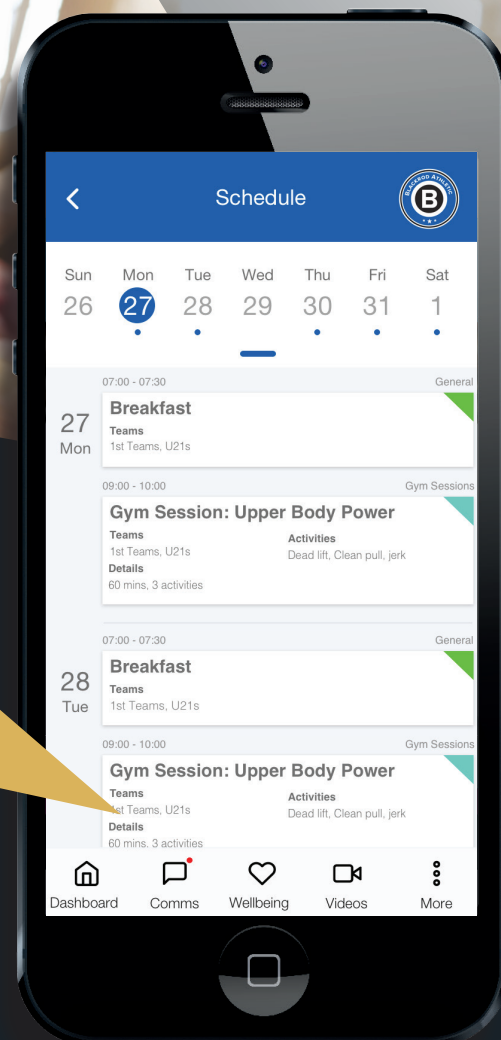 Schedule
BLACKROD ATHLETIC
B
Sun Mon Tue Wed Thu Fri Sat
26 27 28 29 30 31 1
07:00 - 07:30 General
27
Mon
Breakfast
Teams
1st Teams, U21s
09:00 - 10:00 Gym Sessions
Gym Session: Upper Body Power
Teams Activities
1st Teams, U21s Dead lift, Clean pull, jerk
Details
60 mins, 3 activities
07:00 - 07:30 General
28
Tue
Breakfast
Teams
1st Teams, U21s
09:00 - 10:00 Gym Sessions
Gym Session: Upper Body Power
Teams Activities
1st Teams, U21s Dead lift, Clean pull, jerk
Details
60 mins, 3 activities
Dashboard Comms Wellbeing Videos More